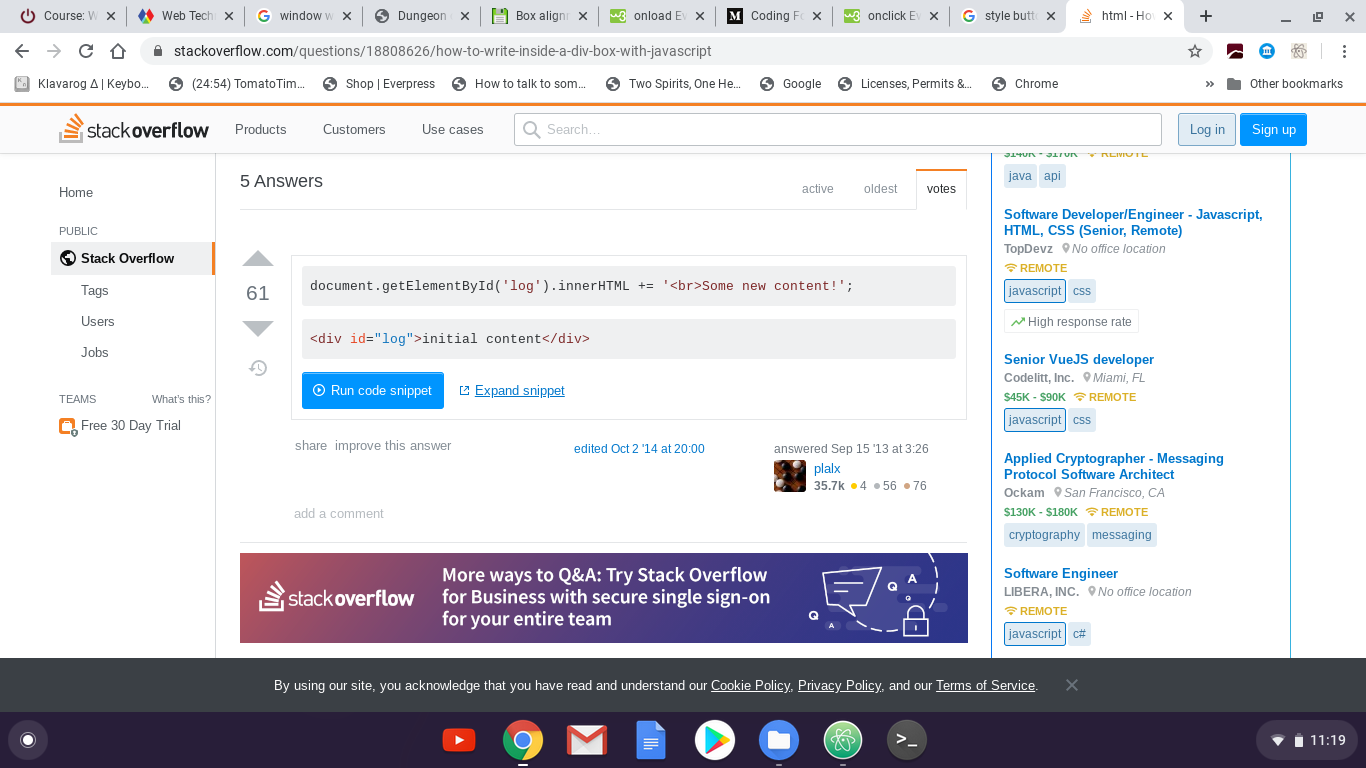 Course: W
Web Tech
window w
Dungeon a
Box alignm
onload Ev
Coding Fo
onclick Ev
style butt
html - Ho
stackoverflow.com/questions/18808626/how-to-write-inside-a-div-box-with-javascript
Klavarog Δ | Keybo…
(24:54) TomatoTim…
Shop | Everpress
How to talk to som…
Two Spirits, One He…
Google
Licenses, Permits &…
Chrome
»
Other bookmarks
stackoverflow
Products
Customers
Use cases
Search…
Log in
Sign up
Home
PUBLIC
Stack Overflow
Tags
Users
Jobs
TEAMS What's this?
Free 30 Day Trial
5 Answers
active oldest votes
61
document.getElementById('log').innerHTML += '<br>Some new content!';
<div id="log">initial content</div>
Run code snippet
Expand snippet
share improve this answer
edited Oct 2 '14 at 20:00
answered Sep 15 '13 at 3:26
plalx
35.7k 4 56 76
add a comment
stackoverflow
More ways to Q&A: Try Stack Overflow
for Business with secure single sign-on
for your entire team
Q A
Q
Q A
$140K - $170K REMOTE
java api
Software Developer/Engineer - Javascript,
HTML, CSS (Senior, Remote)
TopDevz No office location
REMOTE
javascript css
High response rate
Senior VueJS developer
Codelitt, Inc. Miami, FL
$45K - $90K REMOTE
javascript css
Applied Cryptographer - Messaging
Protocol Software Architect
Ockam San Francisco, CA
$130K - $180K REMOTE
cryptography messaging
Software Engineer
LIBERA, INC. No office location
REMOTE
javascript c#
By using our site, you acknowledge that you have read and understand our Cookie Policy, Privacy Policy, and our Terms of Service.
11:19